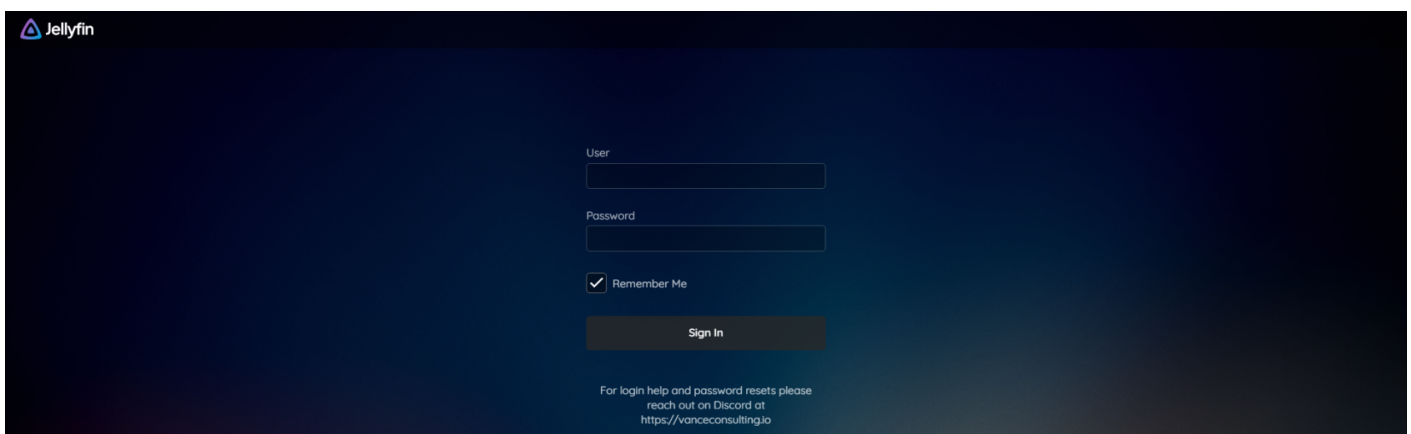 Jellyfin
User
Password
Remember Me
Sign In
For login help and password resets please
reach out on Discord at
https://vanceconsulting.io